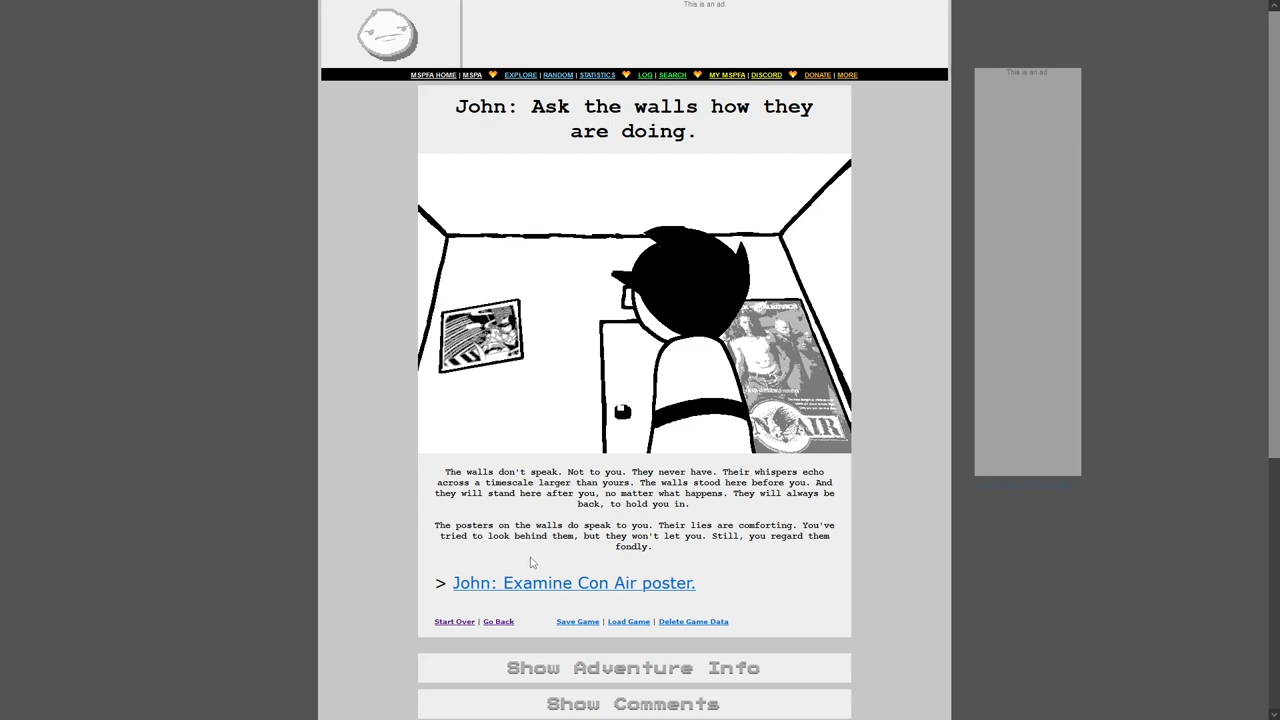 This is an ad.
MSPFA HOME | MSPA EXPLORE | RANDOM | STATISTICS LOG | SEARCH MY MSPFA | DISCORD DONATE | MORE
This is an ad.
John: Ask the walls how they
are doing.
N AIR
The walls don't speak. Not to you. They never have. Their whispers echo
across a timescale larger than yours. The walls stood here before you. And
they will stand here after you, no matter what happens. They will always be
back, to hold you in.
The posters on the walls do speak to you. Their lies are comforting. You've
tried to look behind them, but they won't let you. Still, you regard them
fondly.
> John: Examine Con Air poster.
Start Over | Go Back Save Game | Load Game | Delete Game Data
Show Adventure Info
Show Comments